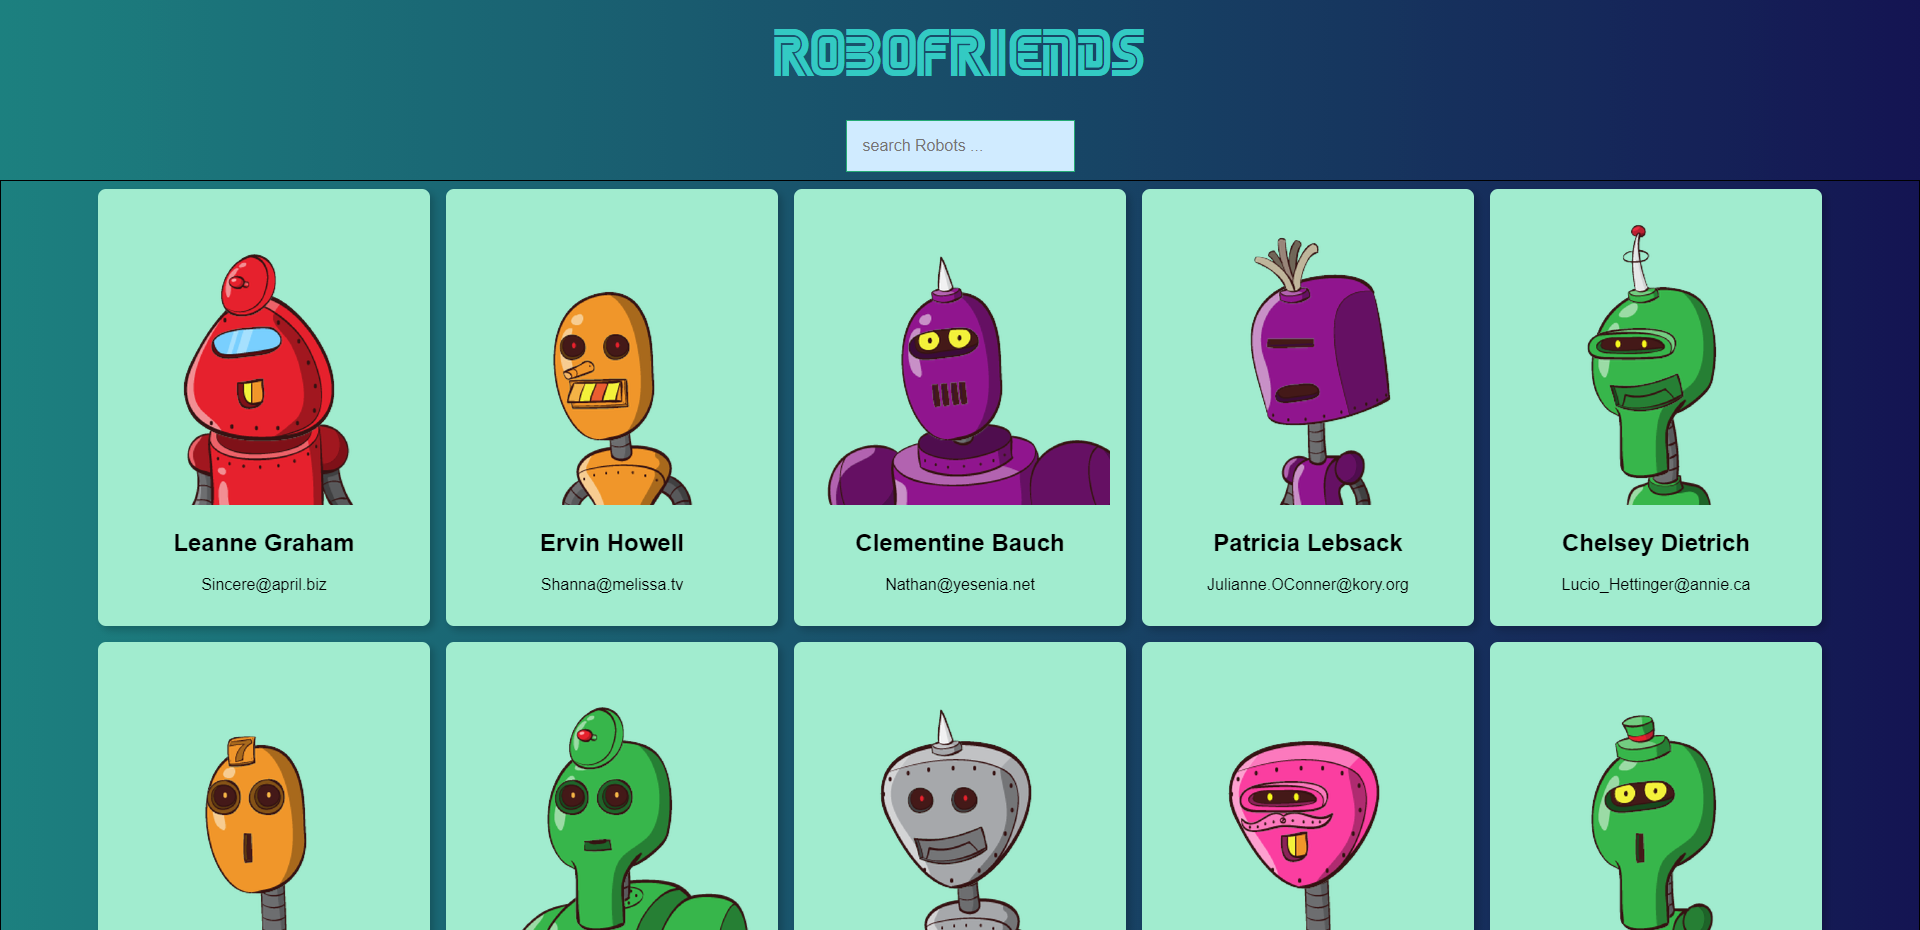 ROBOFRIENDS
search Robots ...
Leanne Graham
Sincere@april.biz
Ervin Howell
Shanna@melissa.tv
Clementine Bauch
Nathan@yesenia.net
Patricia Lebsack
Julianne.OConner@kory.org
Chelsey Dietrich
Lucio_Hettinger@annie.ca
7